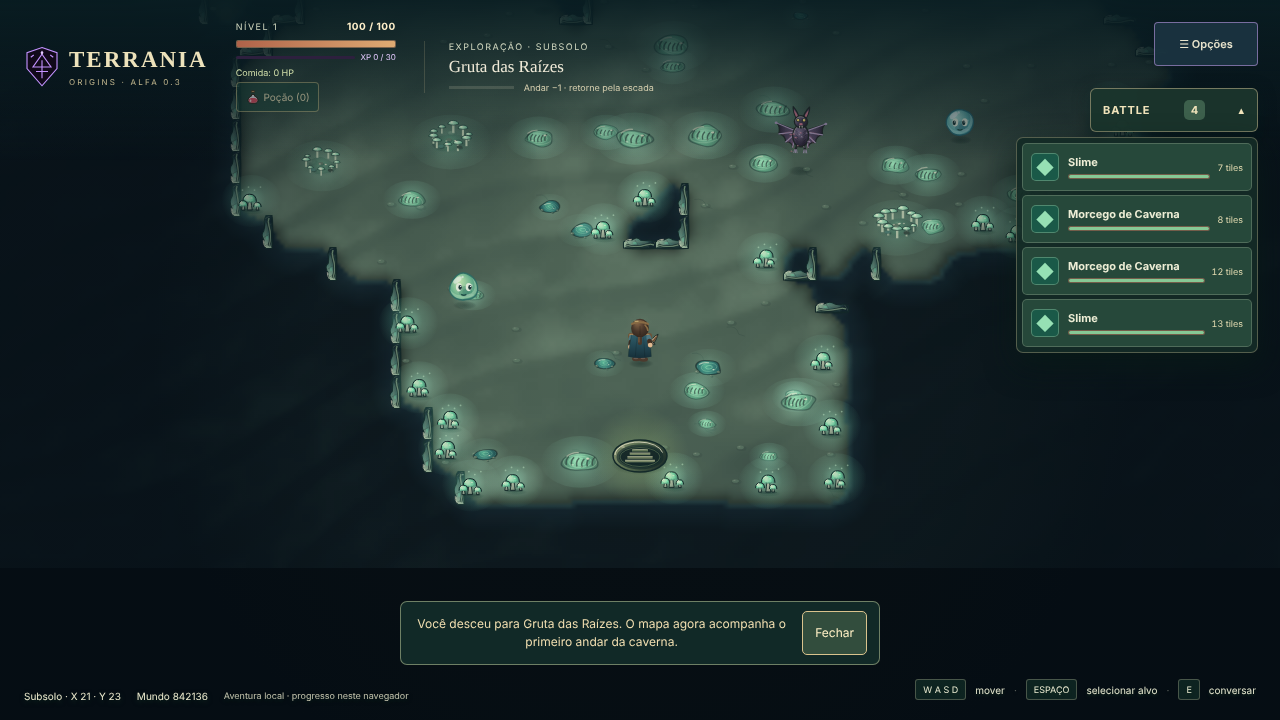 TERRANIA
ORIGINS · ALFA 0.3
NÍVEL 1 100 / 100
XP 0 / 30
Comida: 0 HP
Poção (0)
EXPLORAÇÃO · SUBSOLO
Gruta das Raízes
Andar −1 · retorne pela escada
☰ Opções
BATTLE 4 ▲
Slime 7 tiles
Morcego de Caverna 8 tiles
Morcego de Caverna 12 tiles
Slime 13 tiles
Você desceu para Gruta das Raízes. O mapa agora acompanha o
primeiro andar da caverna.
Fechar
Subsolo · X 21 · Y 23 Mundo 842136 Aventura local · progresso neste navegador
W A S D mover · ESPAÇO selecionar alvo · E conversar